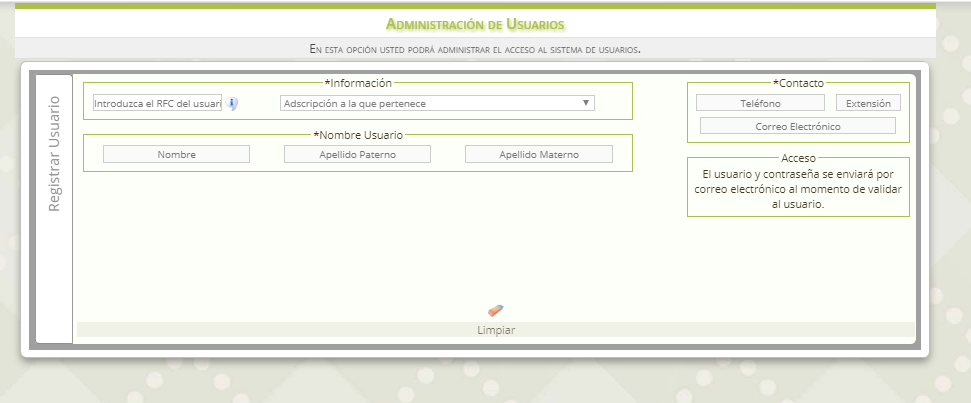 Administración de Usuarios
En esta opción usted podrá administrar el acceso al sistema de usuarios.
Registrar Usuario
*Información
Introduzca el RFC del usuari
Adscripción a la que pertenece
*Nombre Usuario
Nombre
Apellido Paterno
Apellido Materno
*Contacto
Teléfono
Extensión
Correo Electrónico
Acceso
El usuario y contraseña se enviará por
correo electrónico al momento de validar
al usuario.
Limpiar